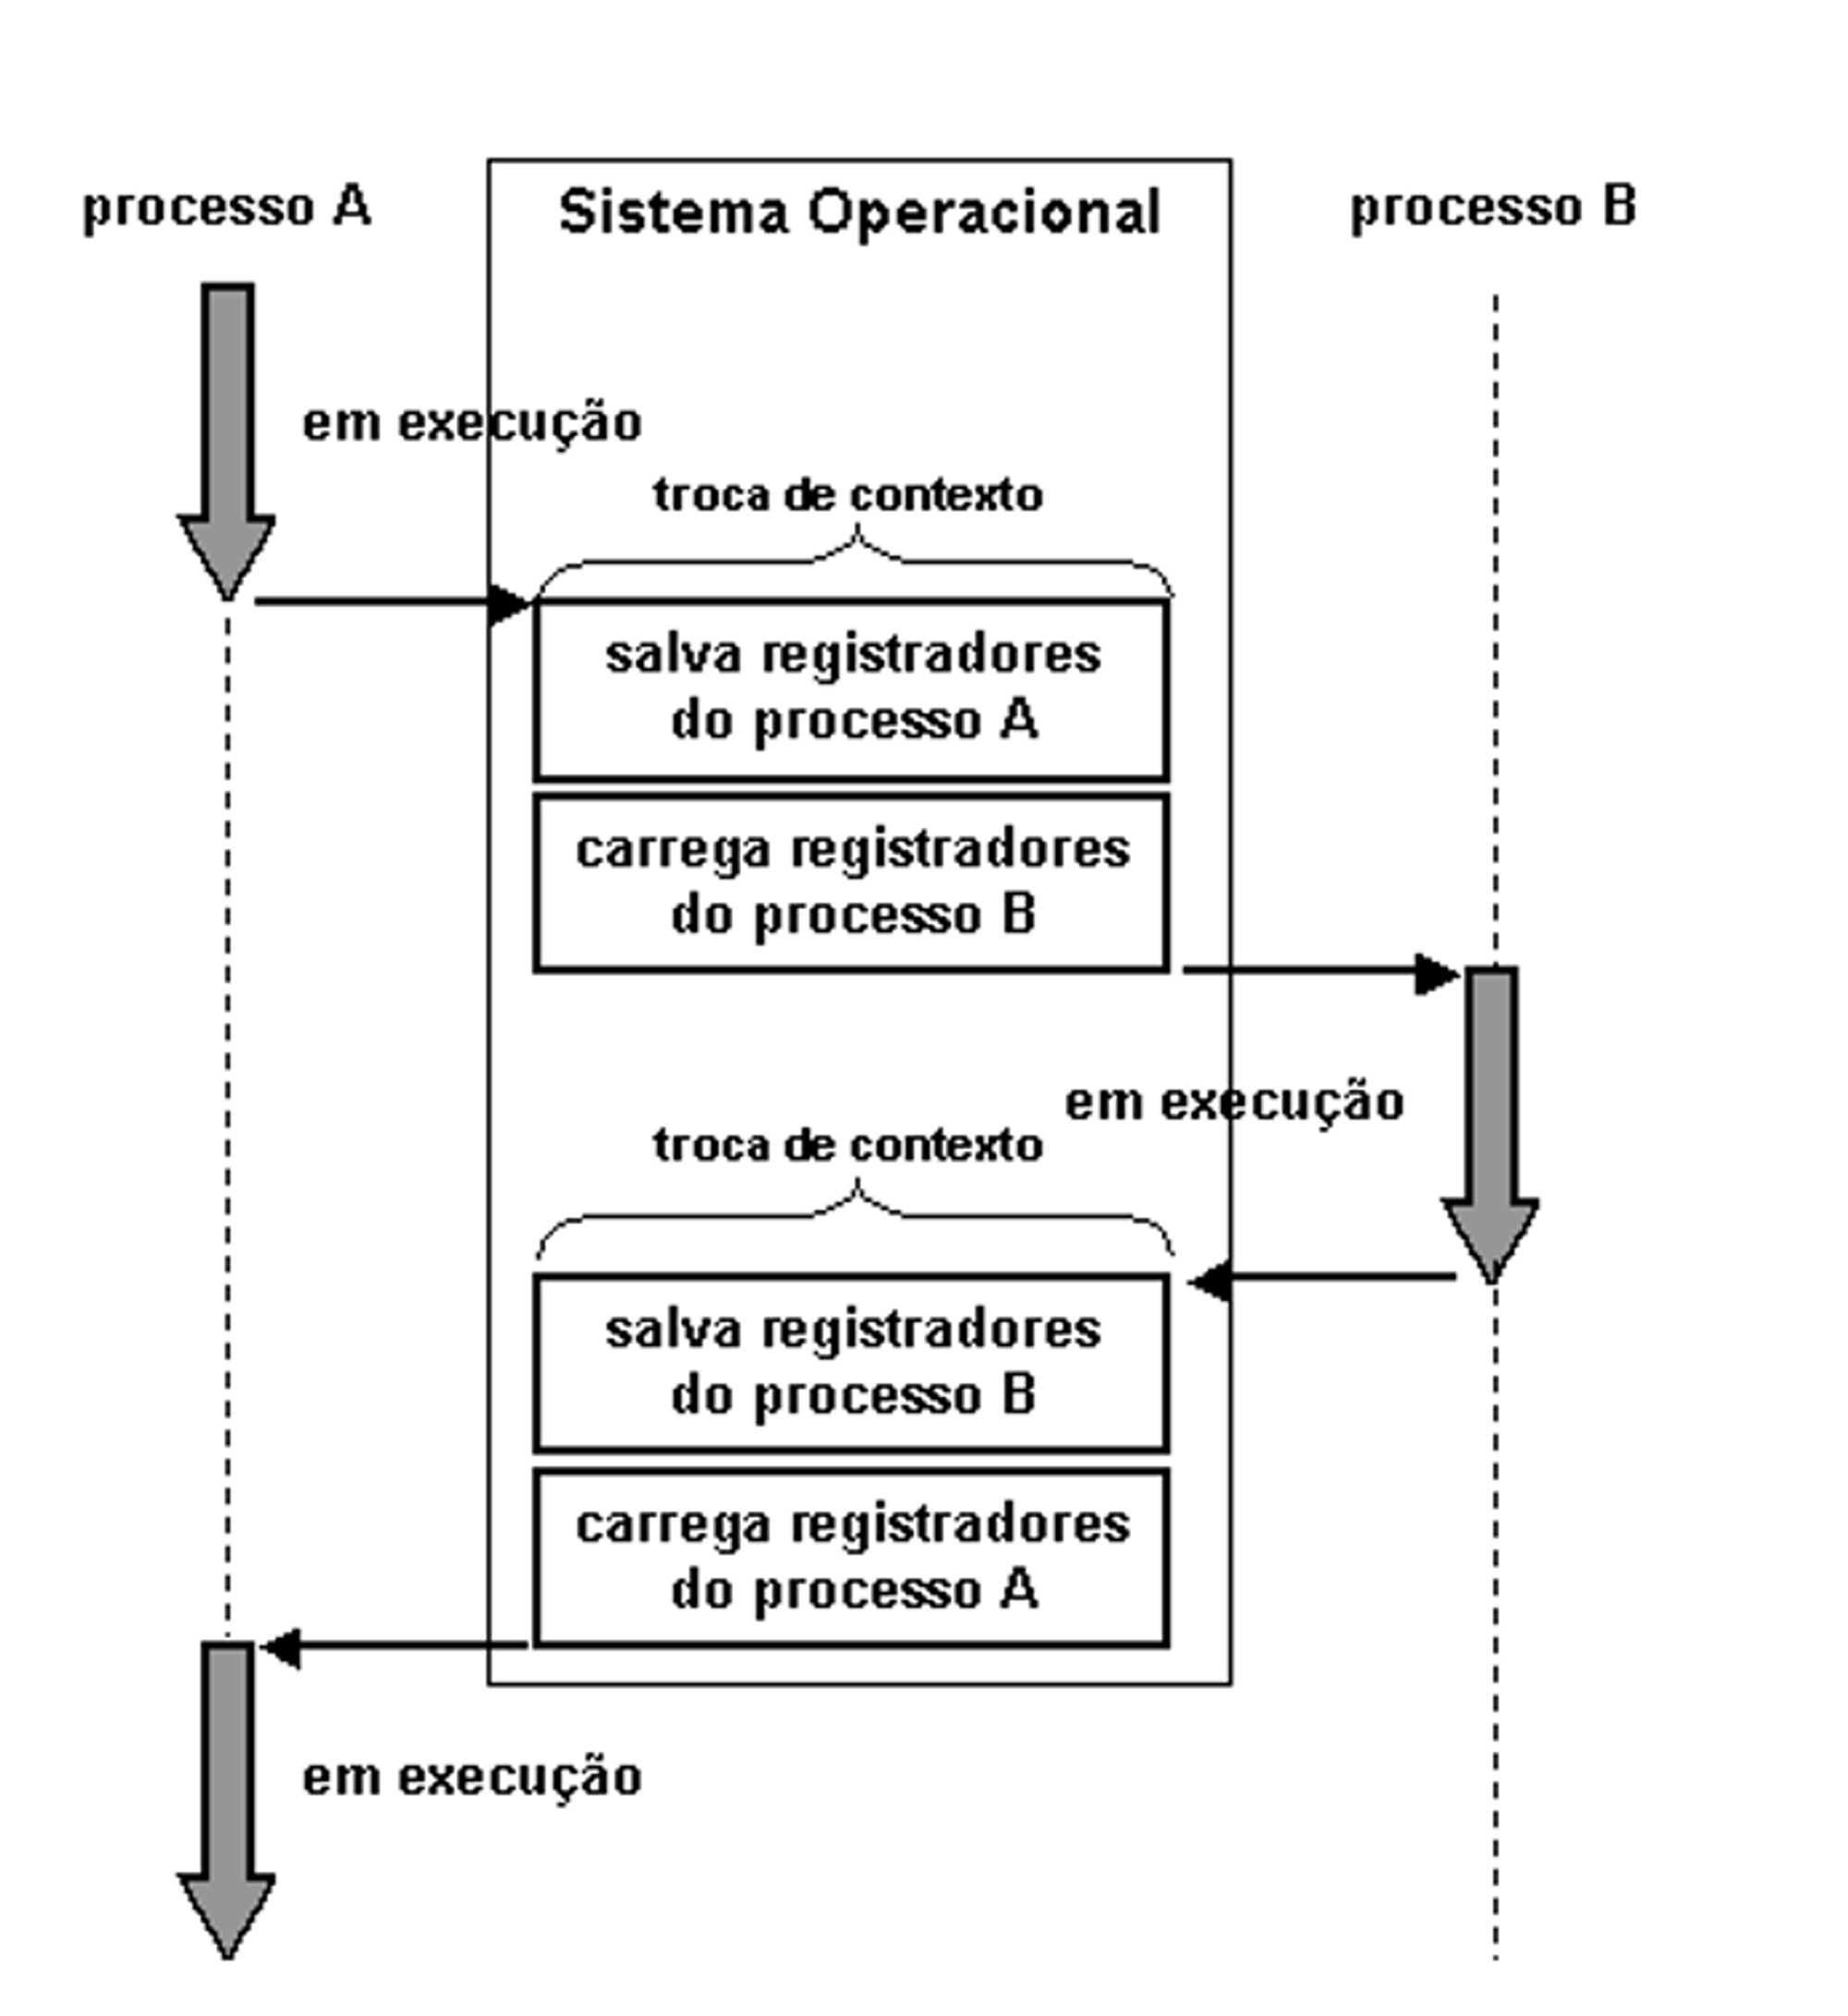 processo A
Sistema Operacional
processo B
em execução
troca de contexto
salva registradores
do processo A
carrega registradores
do processo B
em execução
troca de contexto
salva registradores
do processo B
carrega registradores
do processo A
em execução